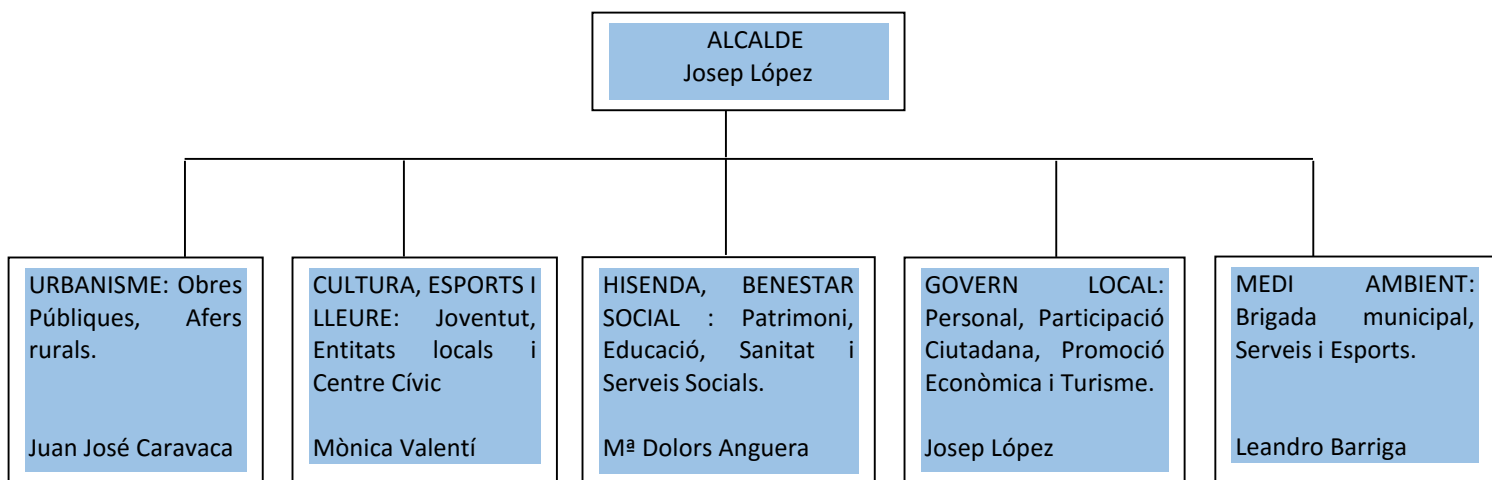 ALCALDE
Josep López
URBANISME: Obres
Públiques, Afers
rurals.
Juan José Caravaca
CULTURA, ESPORTS I
LLEURE: Joventut,
Entitats locals i
Centre Cívic
Mònica Valentí
HISENDA, BENESTAR
SOCIAL : Patrimoni,
Educació, Sanitat i
Serveis Socials.
Mª Dolors Anguera
GOVERN LOCAL:
Personal, Participació
Ciutadana, Promoció
Econòmica i Turisme.
Josep López
MEDI AMBIENT:
Brigada municipal,
Serveis i Esports.
Leandro Barriga